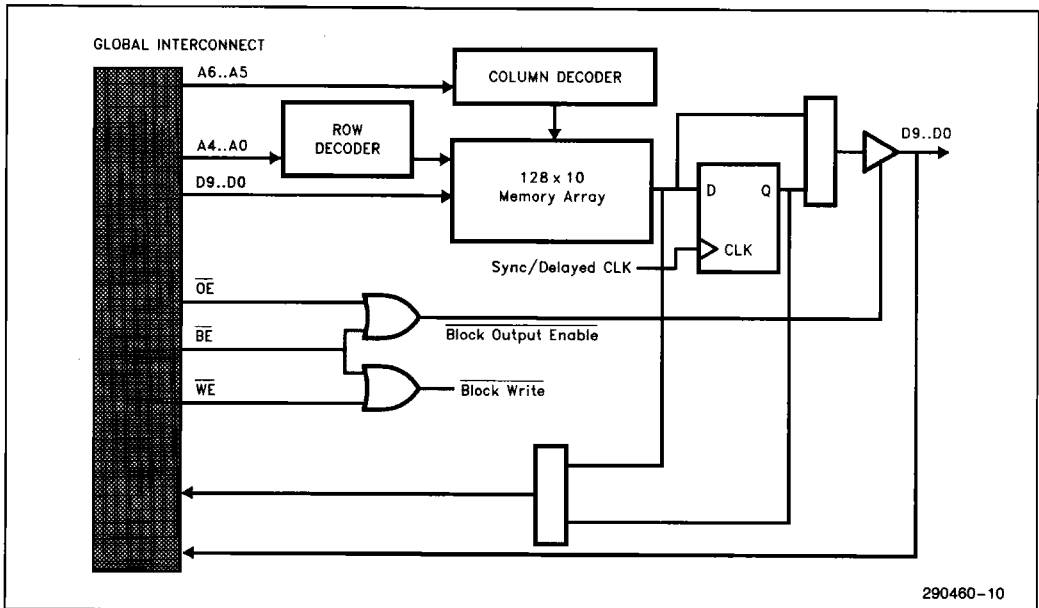 GLOBAL INTERCONNECT
A6..A5
COLUMN DECODER
ROW
DECODER
A4..A0
D9..D0
128 x 10
Memory Array
D
Q
CLK
D9..D0
Sync/Delayed CLK
OE
Block Output Enable
BE
WE
Block Write
290460-10